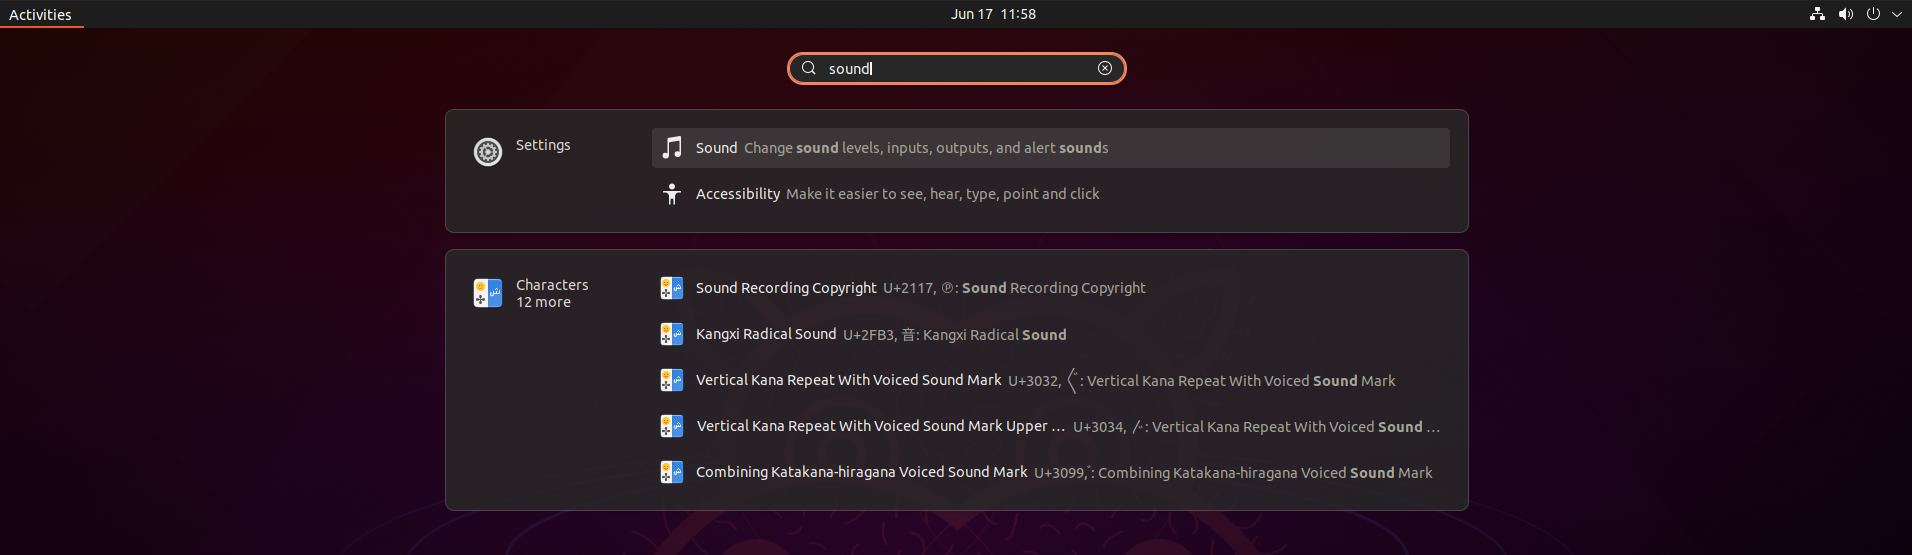 Activities
Jun 17 11:58
sound
Settings
Sound Change sound levels, inputs, outputs, and alert sounds
Accessibility Make it easier to see, hear, type, point and click
Characters
12 more
Sound Recording Copyright U+2117, ℗: Sound Recording Copyright
Kangxi Radical Sound U+2FB3, ⾳: Kangxi Radical Sound
Vertical Kana Repeat With Voiced Sound Mark U+3032, 〲: Vertical Kana Repeat With Voiced Sound Mark
Vertical Kana Repeat With Voiced Sound Mark Upper … U+3034, 〴: Vertical Kana Repeat With Voiced Sound …
Combining Katakana-hiragana Voiced Sound Mark U+3099,゙: Combining Katakana-hiragana Voiced Sound Mark